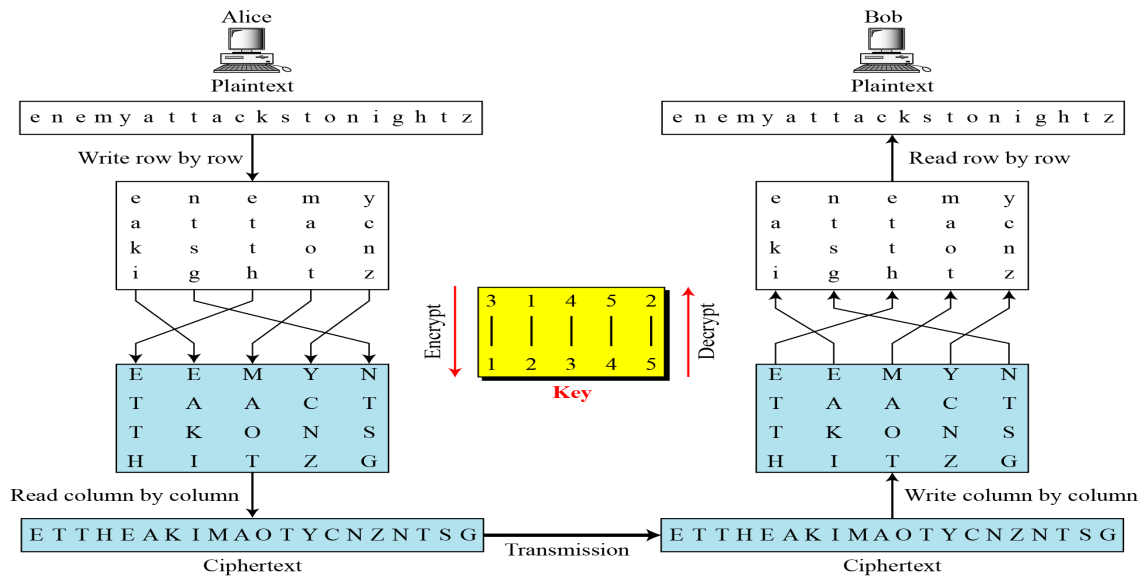 Alice
Plaintext
e n e m y a t t a c k s t o n i g h t z
Write row by row
e n e m y
a t t a c
k s t o n
i g h t z
E E M Y N
T A A C T
T K O N S
H I T Z G
Read column by column
E T T H E A K I M A O T Y C N Z N T S G
Ciphertext
Transmission
Encrypt
3 1 4 5 2
1 2 3 4 5
Key
Decrypt
Bob
Plaintext
e n e m y a t t a c k s t o n i g h t z
Read row by row
e n e m y
a t t a c
k s t o n
i g h t z
E E M Y N
T A A C T
T K O N S
H I T Z G
Write column by column
E T T H E A K I M A O T Y C N Z N T S G
Ciphertext